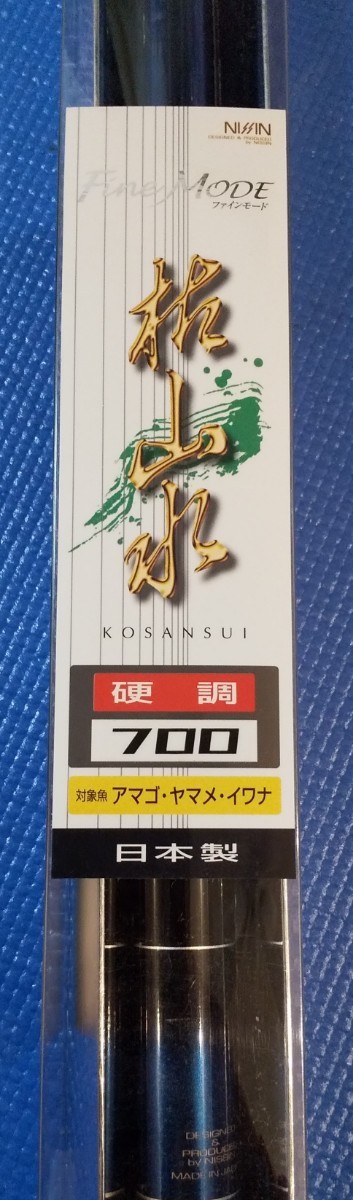 NISSIN
DESIGNED & PRODUCED
by NISSIN
Fine MODE
ファインモード
枯山水
KOSANSUI
硬調
700
対象魚 アマゴ・ヤマメ・イワナ
日本製
DESIGNED
&
PRODUCED
by NISSIN
MADE IN